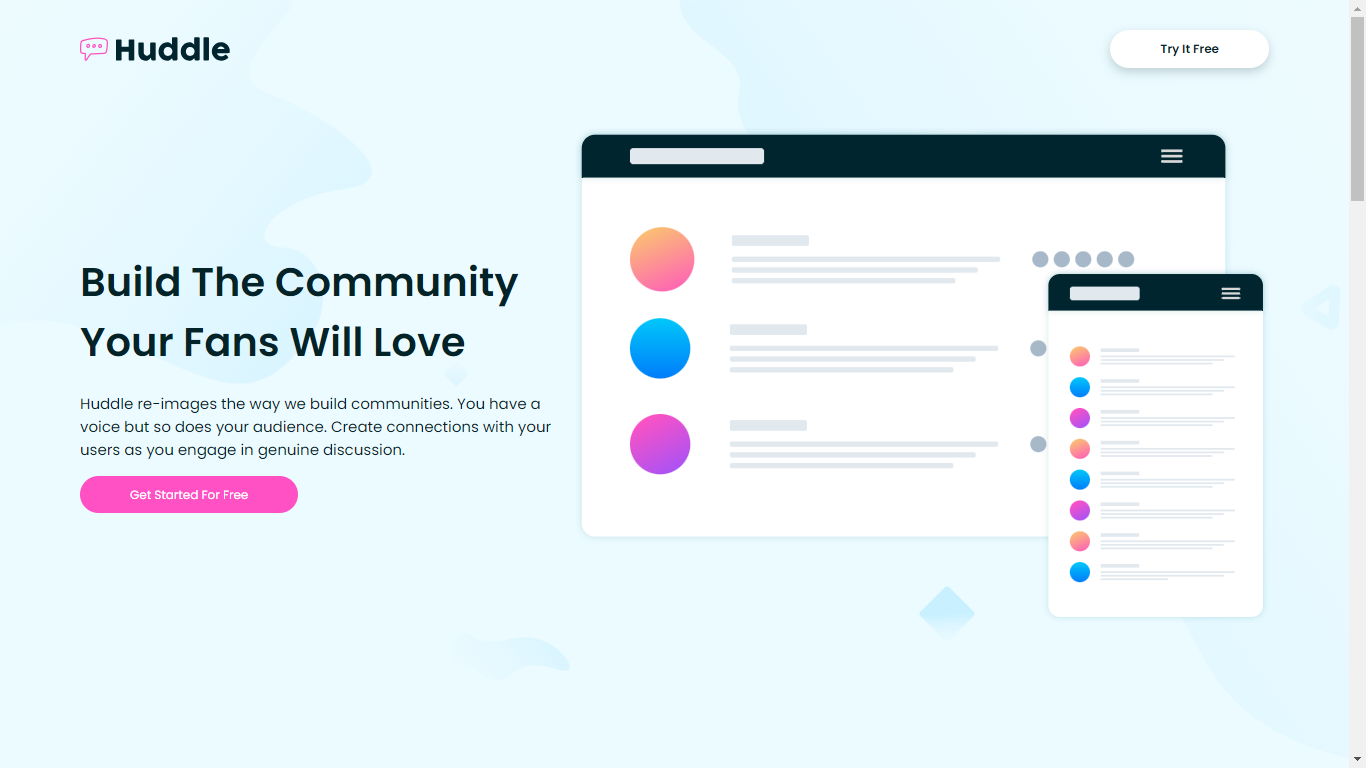 Huddle
Try It Free
Build The Community
Your Fans Will Love
Huddle re-images the way we build communities. You have a
voice but so does your audience. Create connections with your
users as you engage in genuine discussion.
Get Started For Free